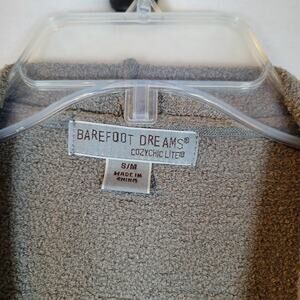 BAREFOOT DREAMS®
COZYCHIC LITE®
S/M
MADE IN
CHINA